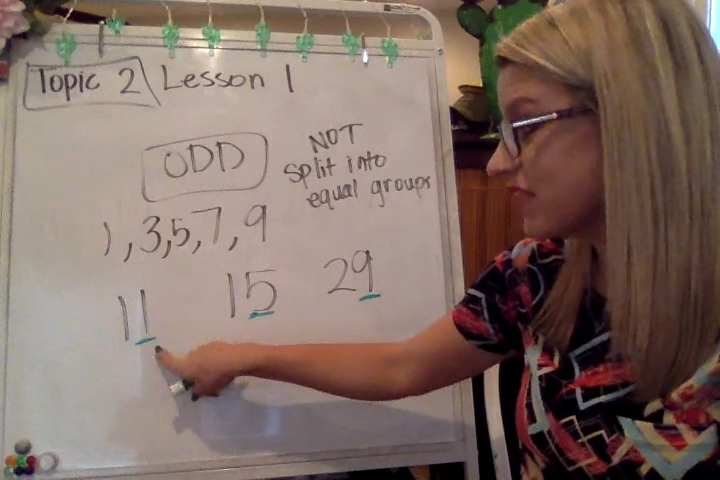 Topic 2 Lesson 1
ODD
NOT
split into
equal groups
1, 3, 5, 7, 9
11 15 29